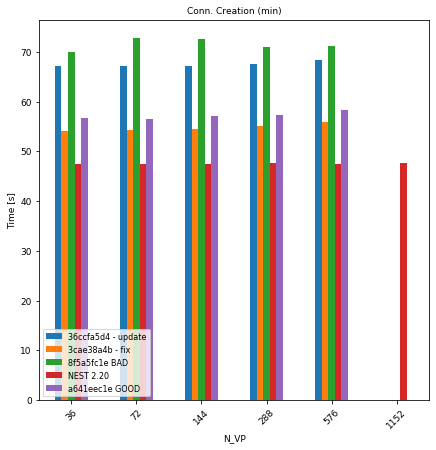 Conn. Creation (min)
Time [s]
70
60
50
40
30
20
10
0
36ccfa5d4 - update
3cae38a4b - fix
8f5a5fc1e BAD
NEST 2.20
a641eec1e GOOD
36
72
144
288
576
1152
N_VP